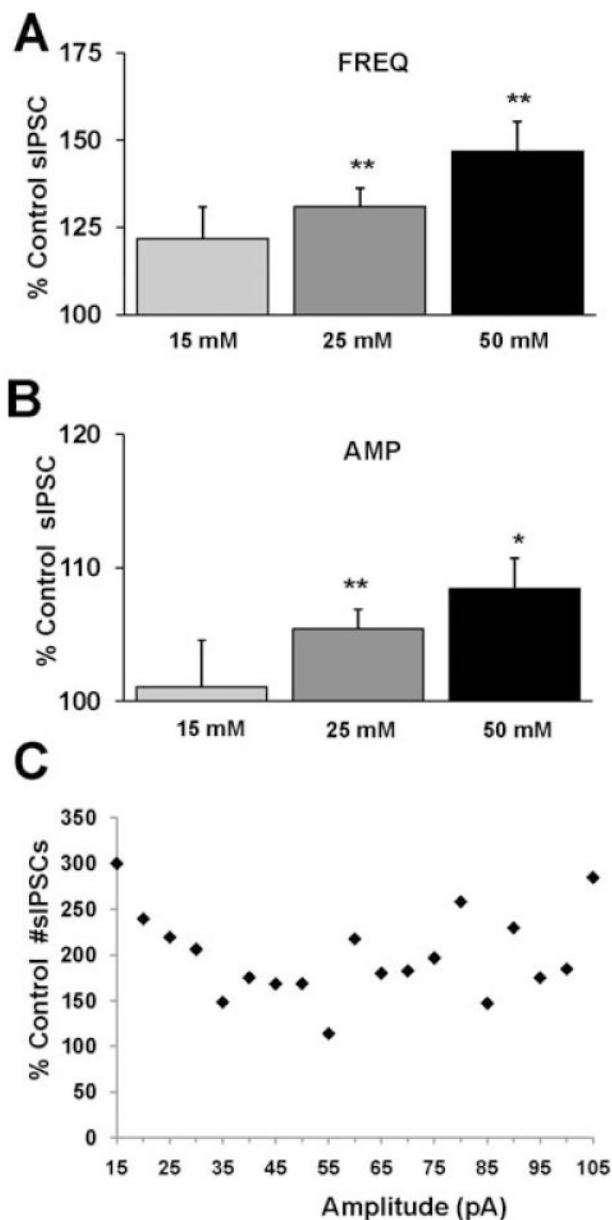 A
FREQ
% Control sIPSC
175
150
125
100
**
**
15 mM 25 mM 50 mM
B
AMP
% Control sIPSC
120
110
100
**
*
15 mM 25 mM 50 mM
C
% Control #sIPSCs
350
300
250
200
150
100
50
0
15 25 35 45 55 65 75 85 95 105
Amplitude (pA)